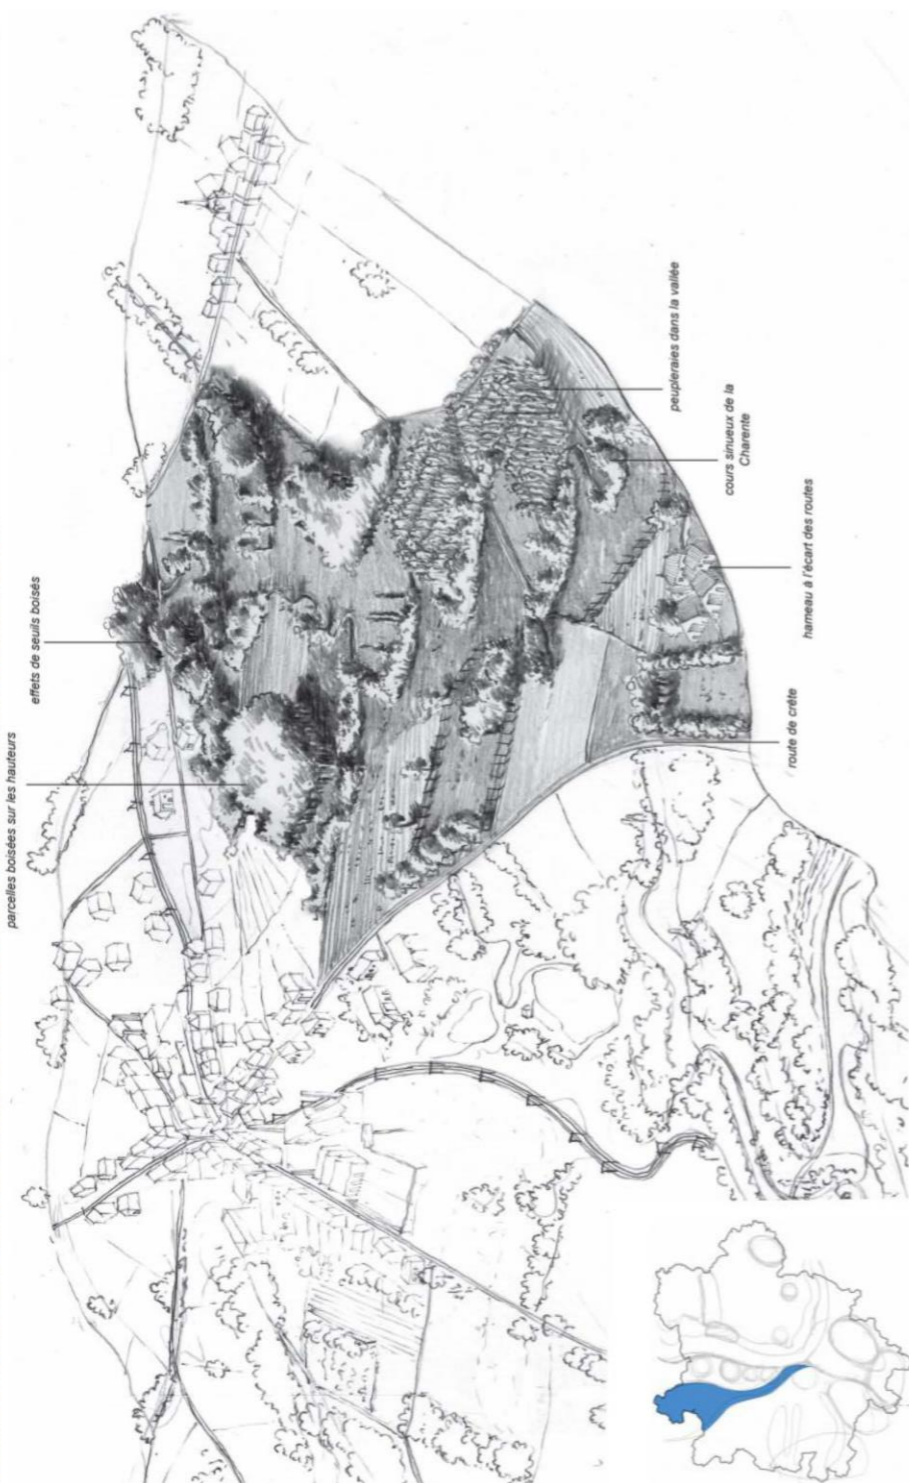 parcelles boisées sur les hauteurs
effets de seuils boisés
route de crête
hameau à l'écart des routes
cours sinueux de la
Charente
peupleraies dans la vallée